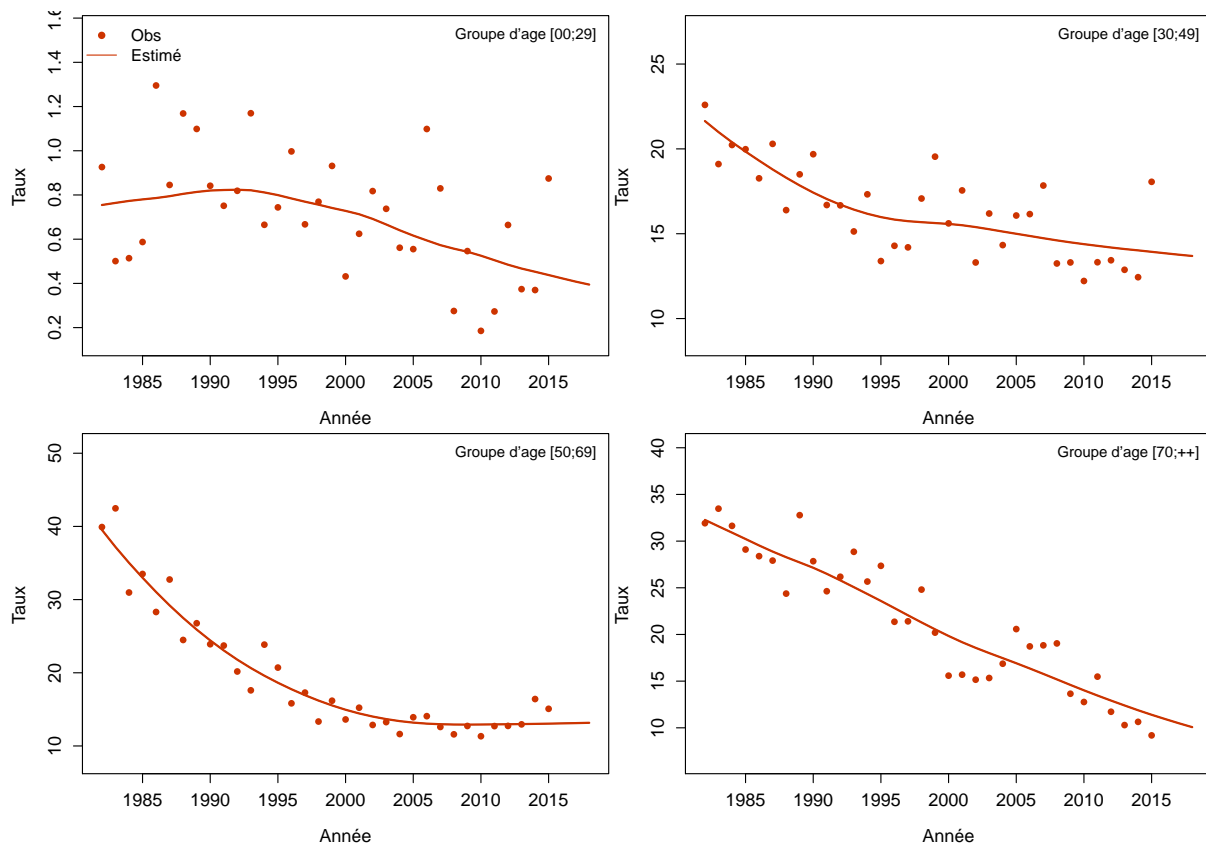 Obs
Estimé
Groupe d'age [00;29]
Taux
0.2 0.4 0.6 0.8 1.0 1.2 1.4 1.6
1985 1990 1995 2000 2005 2010 2015
Année
Groupe d'age [30;49]
Taux
10 15 20 25
1985 1990 1995 2000 2005 2010 2015
Année
Groupe d'age [50;69]
Taux
10 20 30 40 50
1985 1990 1995 2000 2005 2010 2015
Année
Groupe d'age [70;++]
Taux
10 15 20 25 30 35 40
1985 1990 1995 2000 2005 2010 2015
Année